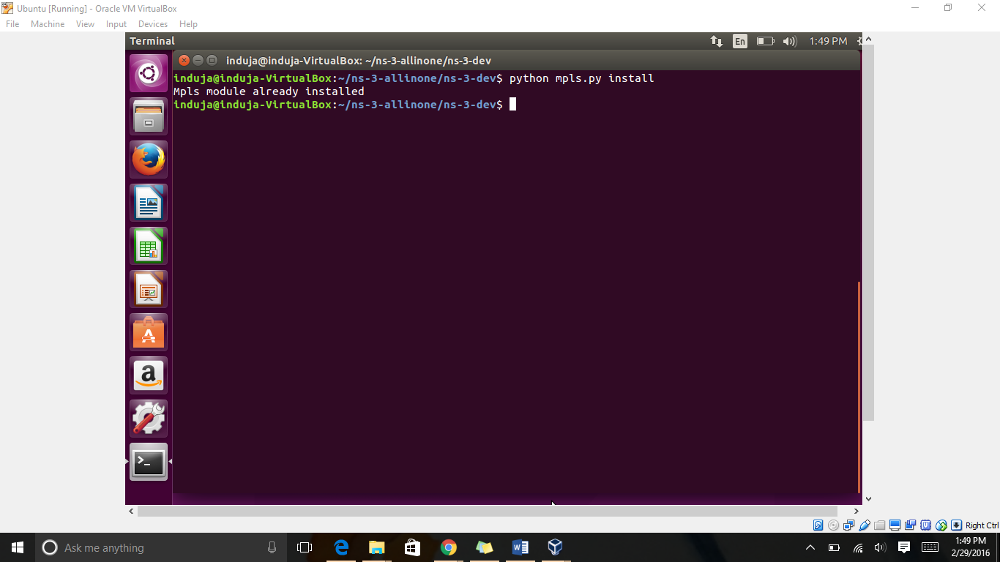 Ubuntu [Running] - Oracle VM VirtualBox
File Machine View Input Devices Help
Terminal
En
1:49 PM
induja@induja-VirtualBox: ~/ns-3-allinone/ns-3-dev
induja@induja-VirtualBox:~/ns-3-allinone/ns-3-dev$ python mpls.py install
Mpls module already installed
induja@induja-VirtualBox:~/ns-3-allinone/ns-3-dev$
Right Ctrl
Ask me anything
1:49 PM
2/29/2016